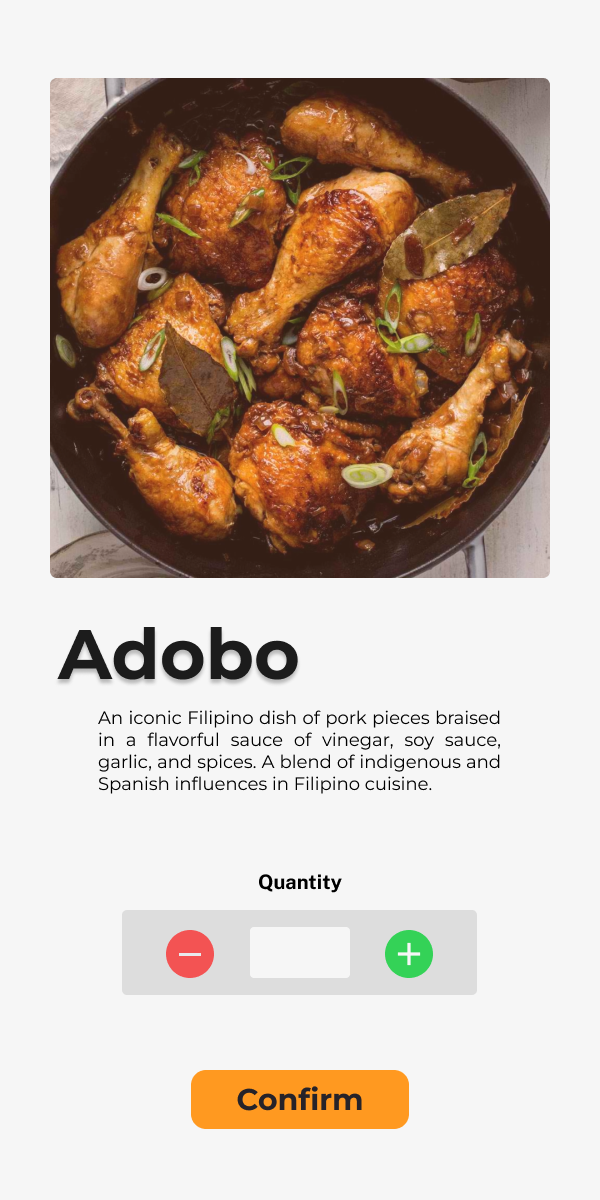 Adobo
An iconic Filipino dish of pork pieces braised
in a flavorful sauce of vinegar, soy sauce,
garlic, and spices. A blend of indigenous and
Spanish influences in Filipino cuisine.
Quantity
Confirm